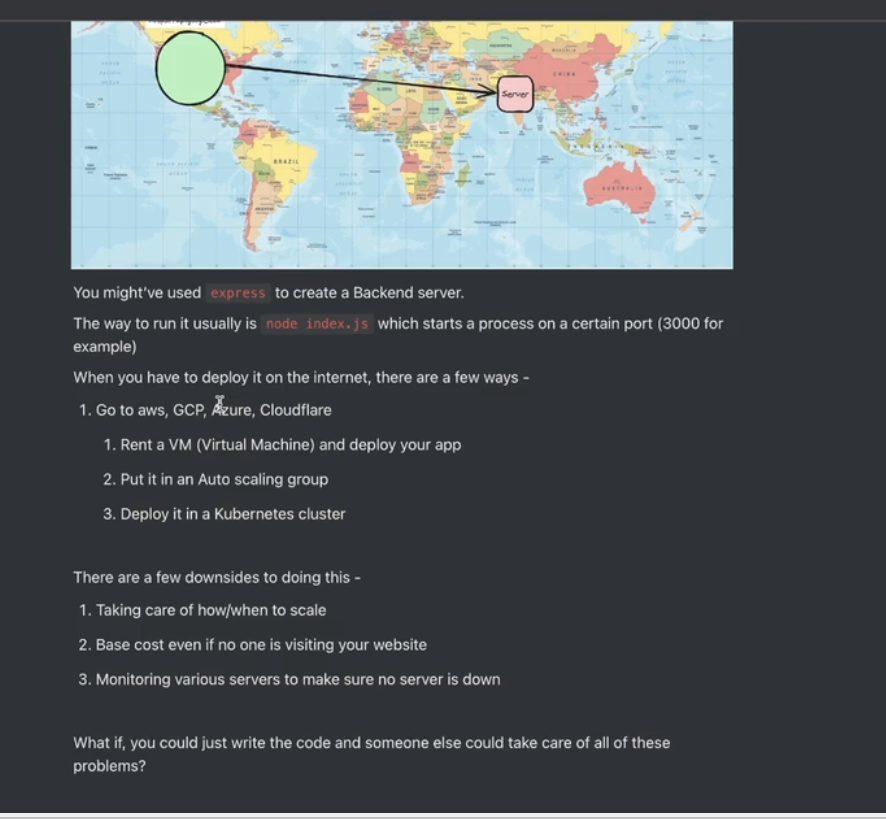 Server
CHINA
BRAZIL
AUSTRALIA
You might've used express to create a Backend server.
The way to run it usually is node index.js which starts a process on a certain port (3000 for
example)
When you have to deploy it on the internet, there are a few ways -
1. Go to aws, GCP, Azure, Cloudflare
1. Rent a VM (Virtual Machine) and deploy your app
2. Put it in an Auto scaling group
3. Deploy it in a Kubernetes cluster
There are a few downsides to doing this -
1. Taking care of how/when to scale
2. Base cost even if no one is visiting your website
3. Monitoring various servers to make sure no server is down
What if, you could just write the code and someone else could take care of all of these
problems?